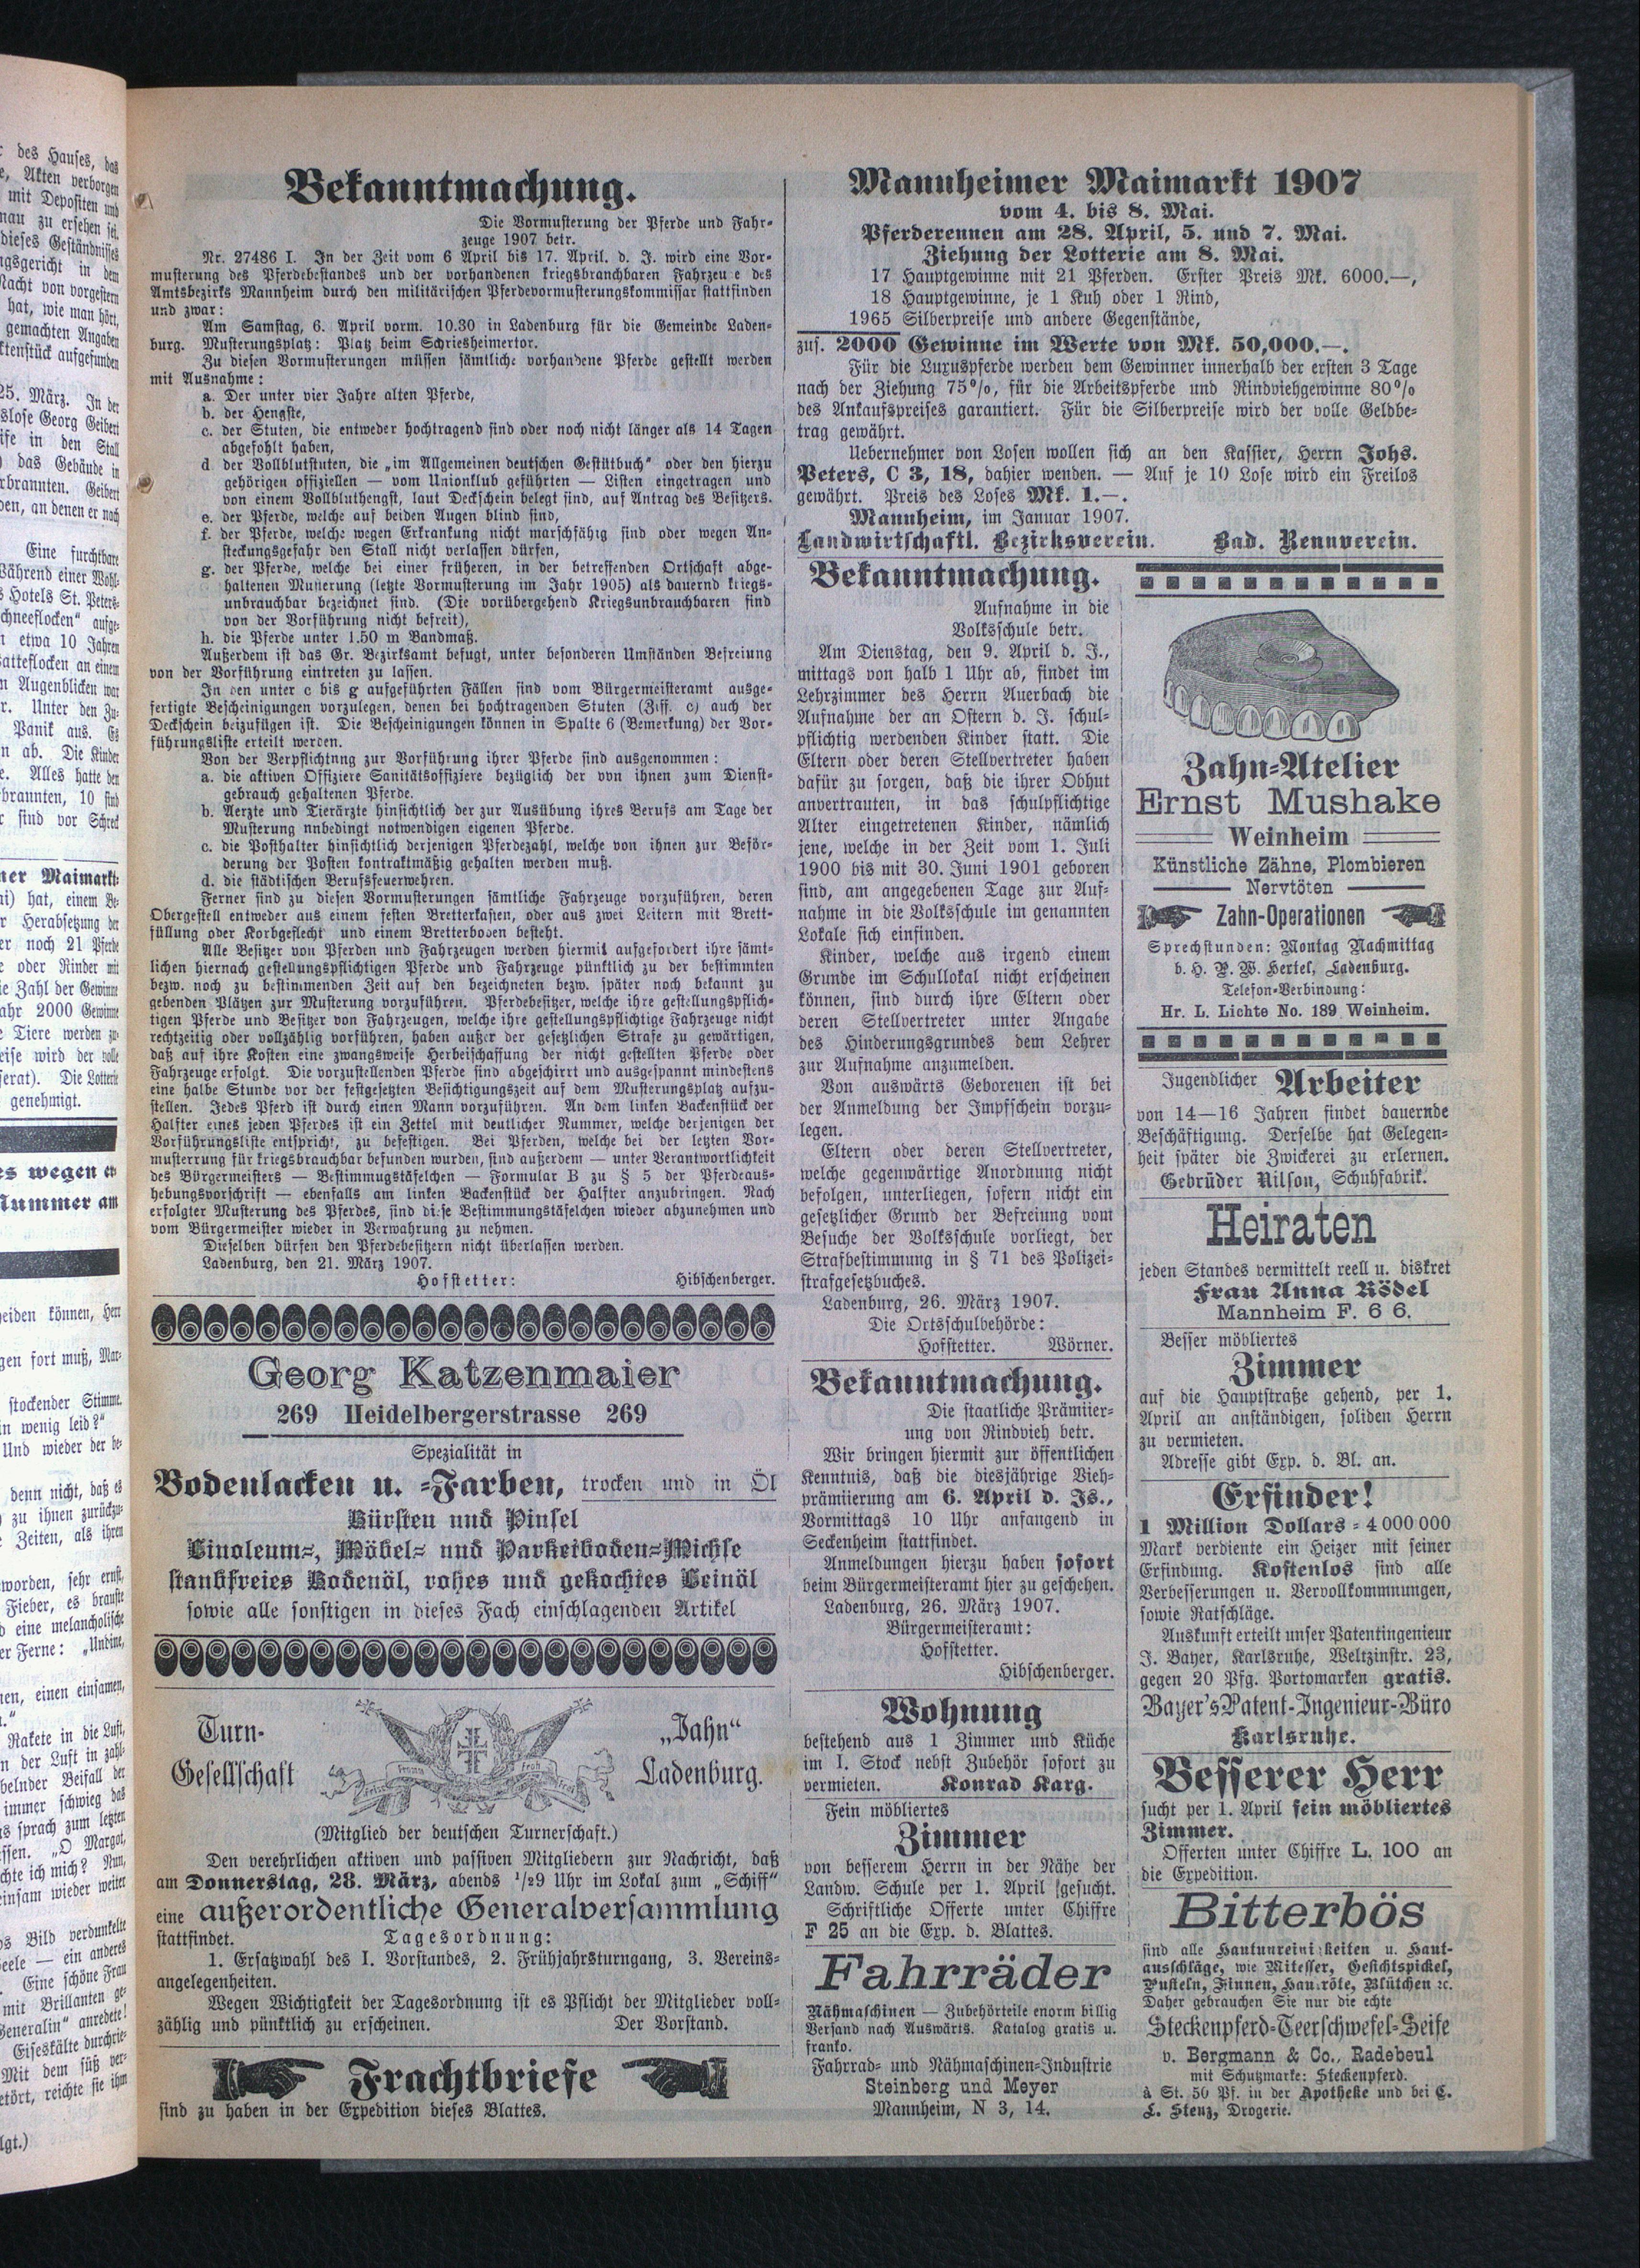 Bekanntmachung.
Die Vormusterung der Pferde und Fahr-
zeuge 1907 betr.
Nr. 27486 I. In der Zeit vom 6 April bis 17. April. d. J. wird eine Vor-
musterung des Pferdebestandes und der vorhandenen kriegsbrauchbaren Fahrzeu e des
Amtsbezirks Mannheim durch den militärischen Pferdevormusterungskommissar stattfinden
und zwar:
Am Samstag, 6. April vorm. 10.30 in Ladenburg für die Gemeinde Laden-
burg. Musterungsplatz: Platz beim Schriesheimertor.
Zu diesen Vormusterungen müssen sämtliche vorhandene Pferde gestellt werden
mit Ausnahme:
a. Der unter vier Jahre alten Pferde,
b. der Hengste,
c. der Stuten, die entweder hochtragend sind oder noch nicht länger als 14 Tagen
abgefohlt haben,
d der Vollblutstuten, die „im Allgemeinen deutschen Gestütbuch“ oder den hierzu
gehörigen offiziellen — vom Unionklub geführten — Listen eingetragen und
von einem Vollbluthengst, laut Deckschein belegt sind, auf Antrag des Besitzers.
e. der Pferde, welche auf beiden Augen blind sind,
f. der Pferde, welche wegen Erkrankung nicht marschfähig sind oder wegen An-
steckungsgefahr den Stall nicht verlassen dürfen,
g. der Pferde, welche bei einer früheren, in der betreffenden Ortschaft abge-
haltenen Musterung (letzte Vormusterung im Jahr 1905) als dauernd kriegs-
unbrauchbar bezeichnet sind. (Die vorübergehend Kriegsunbrauchbaren sind
von der Vorführung nicht befreit),
h. die Pferde unter 1.50 m Bandmaß.
Außerdem ist das Gr. Bezirksamt befugt, unter besonderen Umständen Befreiung
von der Vorführung eintreten zu lassen.
In den unter c bis g aufgeführten Fällen sind vom Bürgermeisteramt ausge-
fertigte Bescheinigungen vorzulegen, denen bei hochtragenden Stuten (Ziff. c) auch der
Deckschein beizufügen ist. Die Bescheinigungen können in Spalte 6 (Bemerkung) der Vor-
führungsliste erteilt werden.
Von der Verpflichtnng zur Vorführung ihrer Pferde sind ausgenommen:
a. die aktiven Offiziere Sanitätsoffiziere bezüglich der von ihnen zum Dienst-
gebrauch gehaltenen Pferde.
b. Aerzte und Tierärzte hinsichtlich der zur Ausübung ihres Berufs am Tage der
Musterung nnbedingt notwendigen eigenen Pferde.
c. die Posthalter hinsichtlich derjenigen Pferdezahl, welche von ihnen zur Beför-
derung der Posten kontraktmäßig gehalten werden muß.
d. die städtischen Berufsfeuerwehren.
Ferner sind zu diesen Vormusterungen sämtliche Fahrzeuge vorzuführen, deren
Obergestell entweder aus einem festen Bretterkasten, oder aus zwei Leitern mit Brett-
füllung oder Korbgeflecht und einem Bretterboden besteht.
Alle Besitzer von Pferden und Fahrzeugen werden hiermit aufgefordert ihre sämt-
lichen hiernach gestellungspflichtigen Pferde und Fahrzeuge pünktlich zu der bestimmten
bezw. noch zu bestimmenden Zeit auf den bezeichneten bezw. später noch bekannt zu
gebenden Plätzen zur Musterung vorzuführen. Pferdebesitzer, welche ihre gestellungspflich-
tigen Pferde und Besitzer von Fahrzeugen, welche ihre gestellungspflichtige Fahrzeuge nicht
rechtzeitig oder vollzählig vorführen, haben außer der gesetzlichen Strafe zu gewärtigen,
daß auf ihre Kosten eine zwangsweise Herbeischaffung der nicht gestellten Pferde oder
Fahrzeuge erfolgt. Die vorzustellenden Pferde sind abgeschirrt und ausgespannt mindestens
eine halbe Stunde vor der festgesetzten Besichtigungszeit auf dem Musterungsplatz aufzu-
stellen. Jedes Pferd ist durch einen Mann vorzuführen. An dem linken Backenstück der
Halfter eines jeden Pferdes ist ein Zettel mit deutlicher Nummer, welche derjenigen der
Vorführungsliste entspricht, zu befestigen. Bei Pferden, welche bei der letzten Vor-
musterrung für kriegsbrauchbar befunden wurden, sind außerdem — unter Verantwortlichkeit
des Bürgermeisters — Bestimmugstäfelchen — Formular B zu § 5 der Pferdeaus-
hebungsvorschrift — ebenfalls am linken Backenstück der Halfter anzubringen. Nach
erfolgter Musterung des Pferdes, sind diese Bestimmungstäfelchen wieder abzunehmen und
vom Bürgermeister wieder in Verwahrung zu nehmen.
Dieselben dürfen den Pferdebesitzern nicht überlassen werden.
Ladenburg, den 21. März 1907.
Hofstetter: Hibschenberger.
Georg Katzenmaier
269 Heidelbergerstrasse 269
Spezialität in
Bodenlacken u. -Farben, trocken und in Öl
Bürsten und Pinsel
Linoleum-, Möbel- und Parketboden-Wichse
staubfreies Bodenöl, rohes und gekochtes Leinöl
sowie alle sonstigen in dieses Fach einschlagenden Artikel
Turn- „Jahn“
Gesellschaft Ladenburg.
(Mitglied der deutschen Turnerschaft.)
Den verehrlichen aktiven und passiven Mitgliedern zur Nachricht, daß
am Donnerstag, 28. März, abends 1/29 Uhr im Lokal zum „Schiff“
eine außerordentliche Generalversammlung
stattfindet. Tagesordnung:
1. Ersatzwahl des I. Vorstandes, 2. Frühjahrsturngang, 3. Vereins-
angelegenheiten.
Wegen Wichtigkeit der Tagesordnung ist es Pflicht der Mitglieder voll-
zählig und pünktlich zu erscheinen. Der Vorstand.
Frachtbriefe
sind zu haben in der Expedition dieses Blattes.
Mannheimer Maimarkt 1907
vom 4. bis 8. Mai.
Pferderennen am 28. April, 5. und 7. Mai.
Ziehung der Lotterie am 8. Mai.
17 Hauptgewinne mit 21 Pferden. Erster Preis Mk. 6000.—,
18 Hauptgewinne, je 1 Kuh oder 1 Rind,
1965 Silberpreise und andere Gegenstände,
zus. 2000 Gewinne im Werte von Mk. 50,000.—.
Für die Luxuspferde werden dem Gewinner innerhalb der ersten 3 Tage
nach der Ziehung 75%, für die Arbeitspferde und Rindviehgewinne 80%
des Ankaufspreises garantiert. Für die Silberpreise wird der volle Geldbe-
trag gewährt.
Uebernehmer von Losen wollen sich an den Kassier, Herrn Johs.
Peters, C 3, 18, dahier wenden. — Auf je 10 Lose wird ein Freilos
gewährt. Preis des Loses Mk. 1.—.
Mannheim, im Januar 1907.
Landwirtschaftl. Bezirksverein. Bad. Rennverein.
Bekanntmachung.
Aufnahme in die
Volksschule betr.
Am Dienstag, den 9. April d. J.,
mittags von halb 1 Uhr ab, findet im
Lehrzimmer des Herrn Auerbach die
Aufnahme der an Ostern d. J. schul-
pflichtig werdenden Kinder statt. Die
Eltern oder deren Stellvertreter haben
dafür zu sorgen, daß die ihrer Obhut
anvertrauten, in das schulpflichtige
Alter eingetretenen Kinder, nämlich
jene, welche in der Zeit vom 1. Juli
1900 bis mit 30. Juni 1901 geboren
sind, am angegebenen Tage zur Auf-
nahme in die Volksschule im genannten
Lokale sich einfinden.
Kinder, welche aus irgend einem
Grunde im Schullokal nicht erscheinen
können, sind durch ihre Eltern oder
deren Stellvertreter unter Angabe
des Hinderungsgrundes dem Lehrer
zur Aufnahme anzumelden.
Von auswärts Geborenen ist bei
der Anmeldung der Impfschein vorzu-
legen.
Eltern oder deren Stellvertreter,
welche gegenwärtige Anordnung nicht
befolgen, unterliegen, sofern nicht ein
gesetzlicher Grund der Befreiung vom
Besuche der Volksschule vorliegt, der
Strafbestimmung in § 71 des Polizei-
strafgesetzbuches.
Ladenburg, 26. März 1907.
Die Ortsschulbehörde:
Hofstetter. Wörner.
Bekanntmachung.
Die staatliche Prämiier-
ung von Rindvieh betr.
Wir bringen hiermit zur öffentlichen
Kenntnis, daß die diesjährige Vieh-
prämiierung am 6. April d. Js.,
Vormittags 10 Uhr anfangend in
Seckenheim stattfindet.
Anmeldungen hierzu haben sofort
beim Bürgermeisteramt hier zu geschehen.
Ladenburg, 26. März 1907.
Bürgermeisteramt:
Hofstetter.
Hibschenberger.
Wohnung
bestehend aus 1 Zimmer und Küche
im I. Stock nebst Zubehör sofort zu
vermieten. Konrad Karg.
Fein möbliertes
Zimmer
von besserem Herrn in der Nähe der
Landw. Schule per 1. April gesucht.
Schriftliche Offerte unter Chiffre
F 25 an die Exp. d. Blattes.
Fahrräder
Nähmaschinen — Zubehörteile enorm billig
Versand nach Auswärts. Katalog gratis u.
franko.
Fahrrad- und Nähmaschinen-Industrie
Steinberg und Meyer
Mannheim, N 3, 14.
Zahn-Atelier
Ernst Mushake
Weinheim
Künstliche Zähne, Plombieren
Nervtöten
Zahn-Operationen
Sprechstunden: Montag Nachmittag
b. H. P. W. Hertel, Ladenburg.
Telefon-Verbindung:
Hr. L. Lichte No. 189 Weinheim.
Jugendlicher Arbeiter
von 14—16 Jahren findet dauernde
Beschäftigung. Derselbe hat Gelegen-
heit später die Zwickerei zu erlernen.
Gebrüder Nilson, Schuhfabrik.
Heiraten
jeden Standes vermittelt reell u. diskret
Frau Anna Rödel
Mannheim F. 6 6.
Besser möbliertes
Zimmer
auf die Hauptstraße gehend, per 1.
April an anständigen, soliden Herrn
zu vermieten.
Adresse gibt Exp. d. Bl. an.
Erfinder!
1 Million Dollars = 4 000 000
Mark verdiente ein Heizer mit seiner
Erfindung. Kostenlos sind alle
Verbesserungen u. Vervollkommnungen,
sowie Ratschläge.
Auskunft erteilt unser Patentingenieur
J. Bayer, Karlsruhe, Weltzinstr. 23,
gegen 20 Pfg. Portomarken gratis.
Bayer's Patent-Ingenieur-Büro
Karlsruhe.
Besserer Herr
sucht per 1. April fein möbliertes
Zimmer.
Offerten unter Chiffre L. 100 an
die Expedition.
Bitterbös
sind alle Hautunreini keiten u. Haut-
ausschläge, wie Mitesser, Gesichtspickel,
Pusteln, Finnen, Hautröte, Blütchen ꝛc.
Daher gebrauchen Sie nur die echte
Steckenpferd-Teerschwefel-Seife
v. Bergmann & Co., Radebeul
mit Schutzmarke: Steckenpferd.
à St. 50 Pf. in der Apotheke und bei C.
L. Stenz, Drogerie.